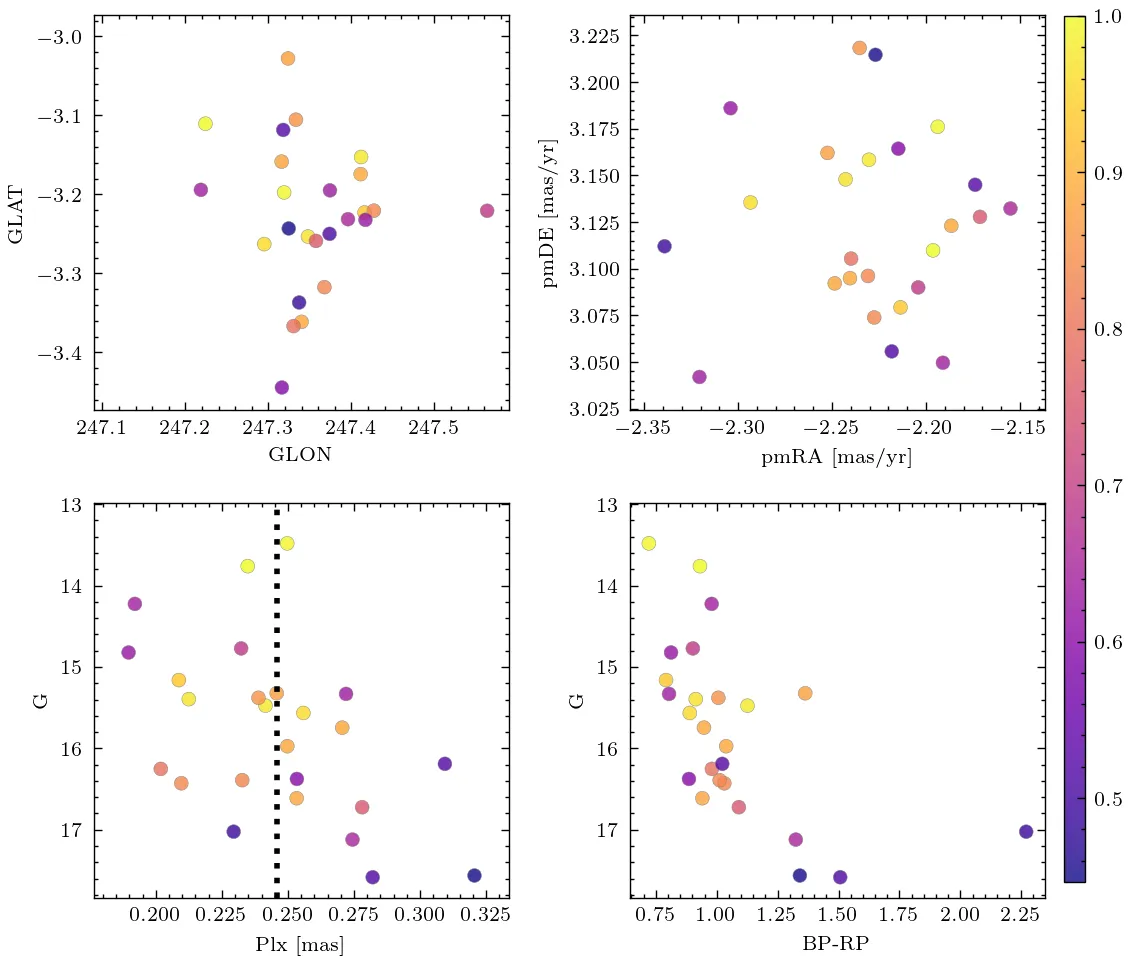 −3.0
−3.1
−3.2
−3.3
−3.4
GLAT
247.1 247.2 247.3 247.4 247.5
GLON
3.225
3.200
3.175
3.150
3.125
3.100
3.075
3.050
3.025
pmDE [mas/yr]
−2.35 −2.30 −2.25 −2.20 −2.15
pmRA [mas/yr]
1.0
0.9
0.8
0.7
0.6
0.5
13
14
15
16
17
G
0.200 0.225 0.250 0.275 0.300 0.325
Plx [mas]
13
14
15
16
17
G
0.75 1.00 1.25 1.50 1.75 2.00 2.25
BP-RP